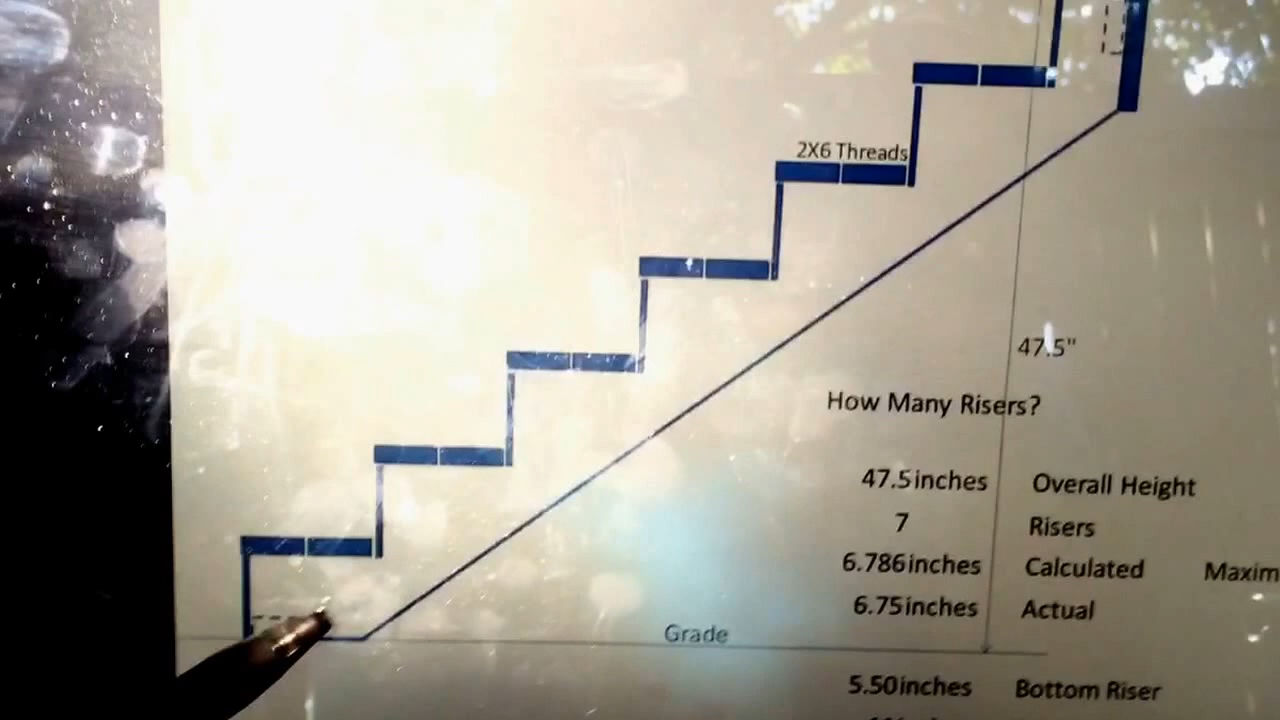 2X6 Threads
47.5"
How Many Risers?
47.5inches Overall Height
7 Risers
6.786inches Calculated Maxim
6.75inches Actual
Grade
5.50inches Bottom Riser